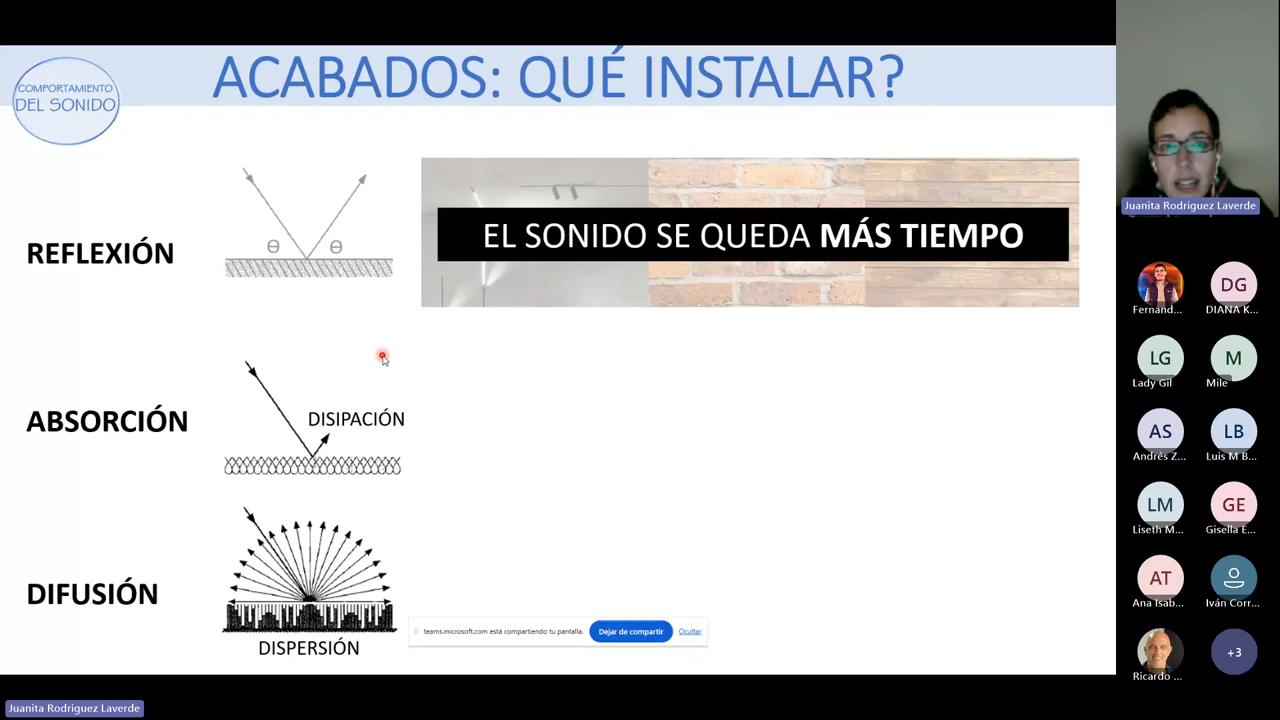 COMPORTAMIENTO
DEL SONIDO
ACABADOS: QUÉ INSTALAR?
REFLEXIÓN
Θ
Θ
EL SONIDO SE QUEDA MÁS TIEMPO
ABSORCIÓN
DISIPACIÓN
DIFUSIÓN
DISPERSIÓN
teams.microsoft.com está compartiendo tu pantalla.
Dejar de compartir
Ocultar
Juanita Rodriguez Laverde
Fernand...
DG
DIANA K...
LG
Lady Gil
M
Mile
AS
Andrés Z...
LB
Luis M B...
LM
Liseth M...
GE
Gisella E...
AT
Ana Isab...
Iván Corr...
Ricardo ...
+3
Juanita Rodriguez Laverde